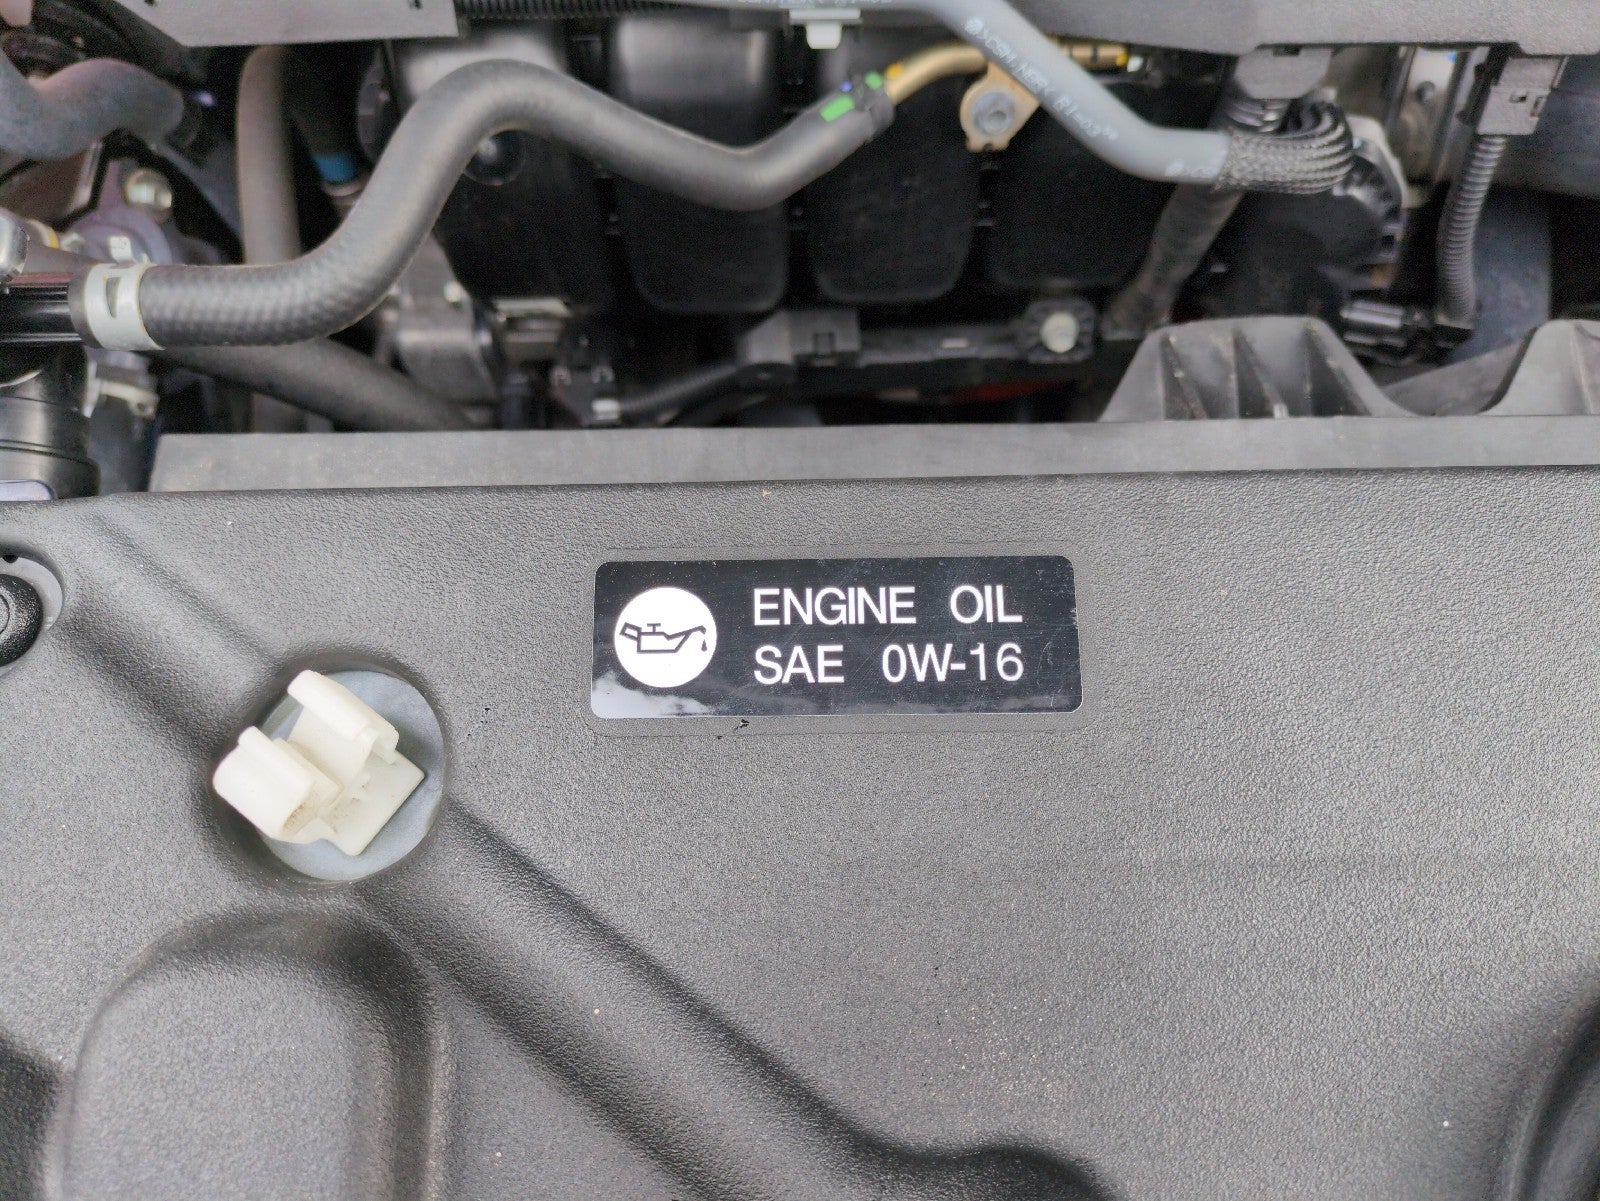 ENGINE OIL
SAE 0W-16